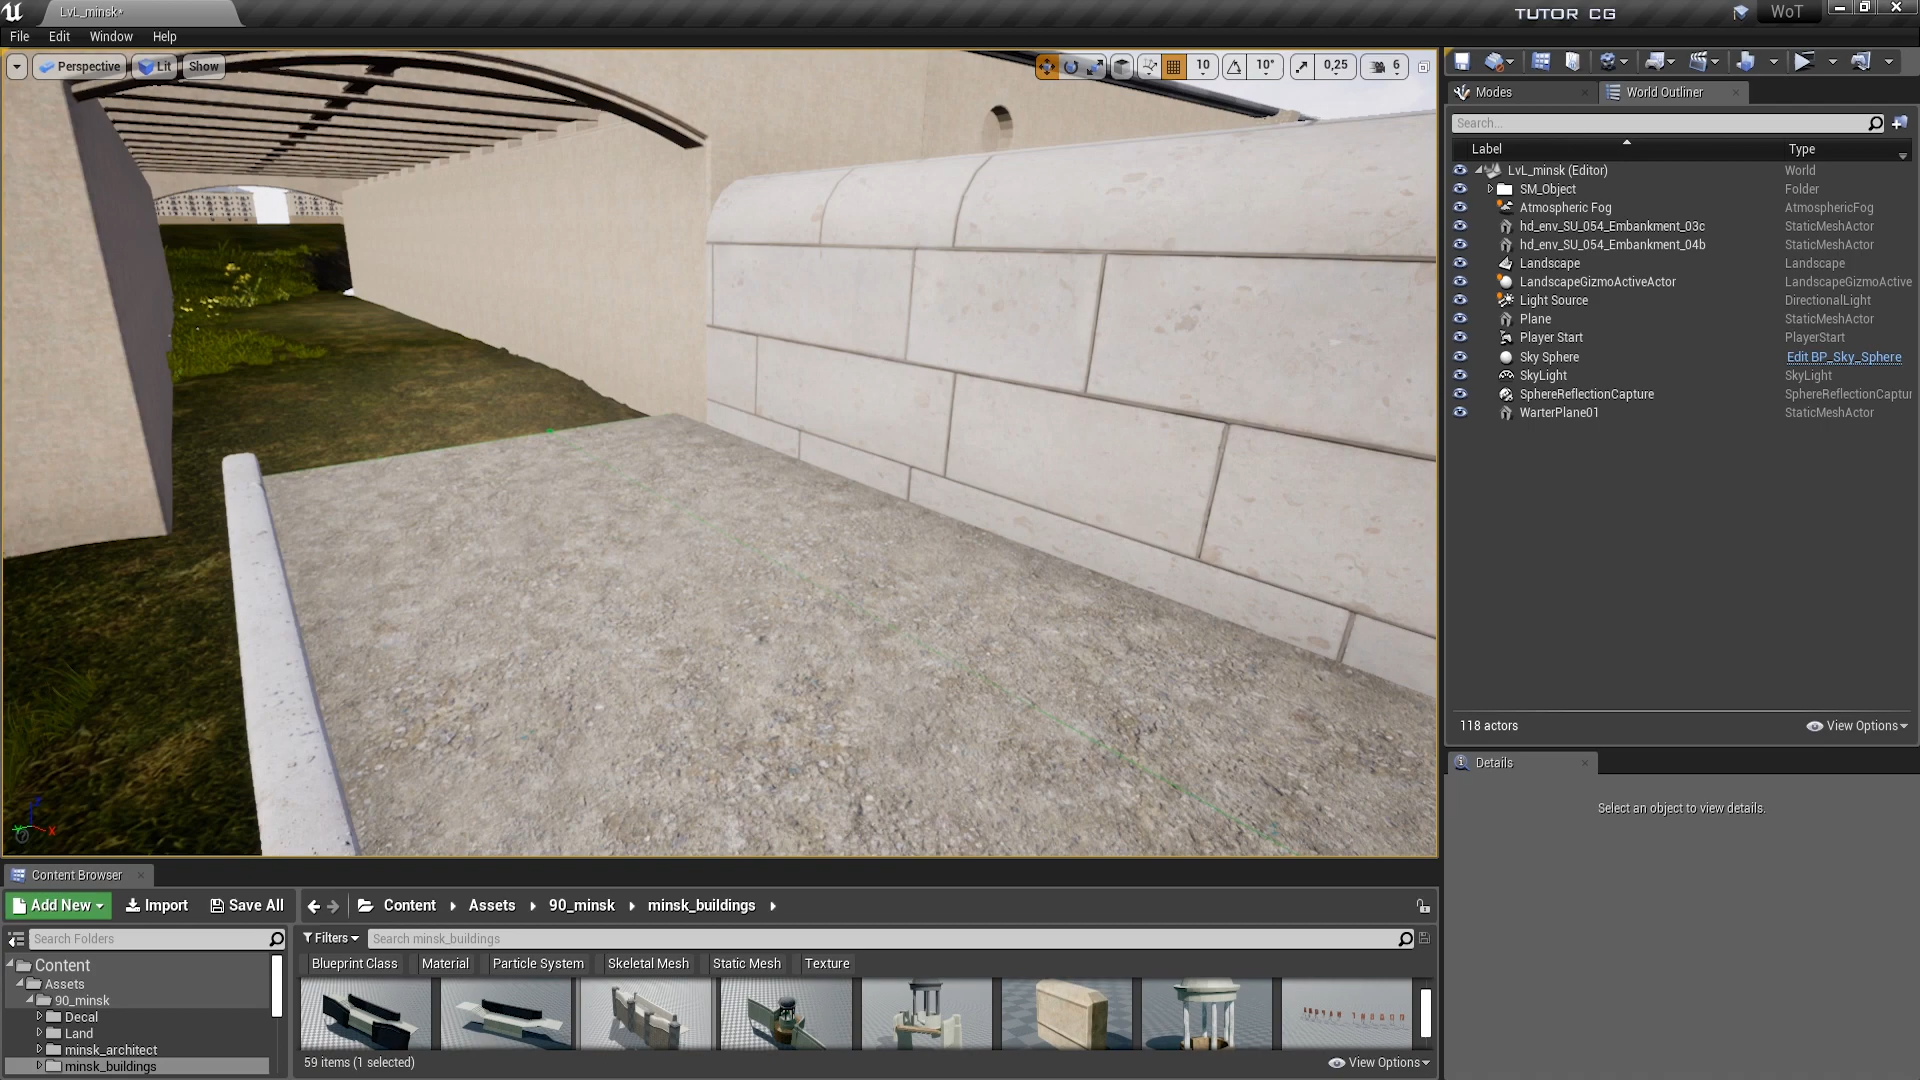 LvL_minsk*
TUTOR CG
WoT
File Edit Window Help
Perspective Lit Show
10 10° 0,25 6
Modes World Outliner
Search...
Label Type
LvL_minsk (Editor) World
SM_Object Folder
Atmospheric Fog AtmosphericFog
hd_env_SU_054_Embankment_03c StaticMeshActor
hd_env_SU_054_Embankment_04b StaticMeshActor
Landscape Landscape
LandscapeGizmoActiveActor LandscapeGizmoActive
Light Source DirectionalLight
Plane StaticMeshActor
Player Start PlayerStart
Sky Sphere Edit BP_Sky_Sphere
SkyLight SkyLight
SphereReflectionCapture SphereReflectionCaptur
WarterPlane01 StaticMeshActor
118 actors View Options
Details
Select an object to view details.
X
Content Browser
Add New Import Save All Content Assets 90_minsk minsk_buildings
Search Folders
Filters Search minsk_buildings
Blueprint Class Material Particle System Skeletal Mesh Static Mesh Texture
Content
Assets
90_minsk
Decal
Land
minsk_architect
minsk_buildings
59 items (1 selected) View Options